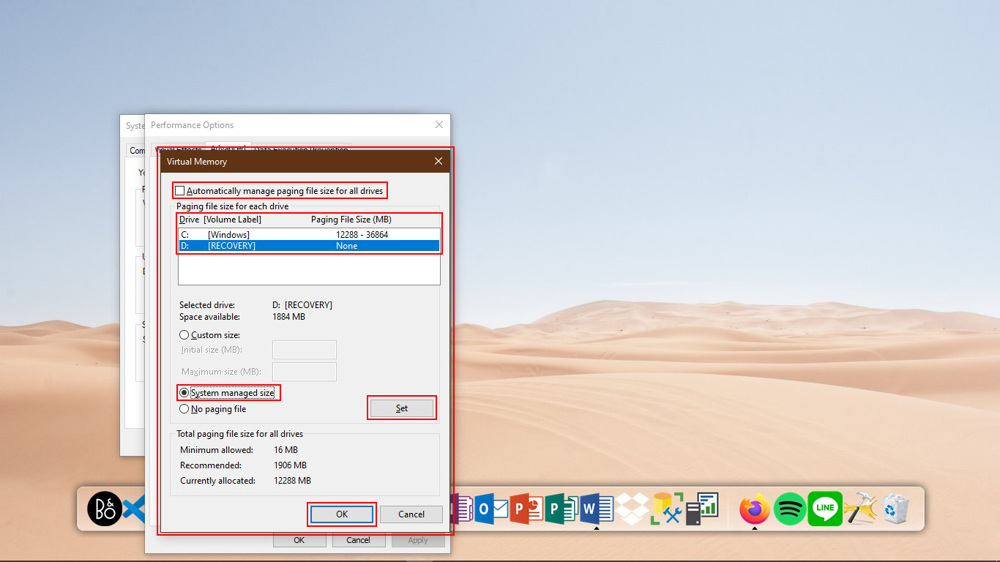 Syste
Performance Options
Com
Visual Effects Advanced Data Execution Prevention
Virtual Memory
Automatically manage paging file size for all drives
Paging file size for each drive
Drive [Volume Label] Paging File Size (MB)
C: [Windows] 12288 - 36864
D: [RECOVERY] None
Selected drive: D: [RECOVERY]
Space available: 1884 MB
Custom size:
Initial size (MB):
Maximum size (MB):
System managed size
No paging file
Set
Total paging file size for all drives
Minimum allowed: 16 MB
Recommended: 1906 MB
Currently allocated: 12288 MB
OK Cancel
OK Cancel Apply
B&O
LINE